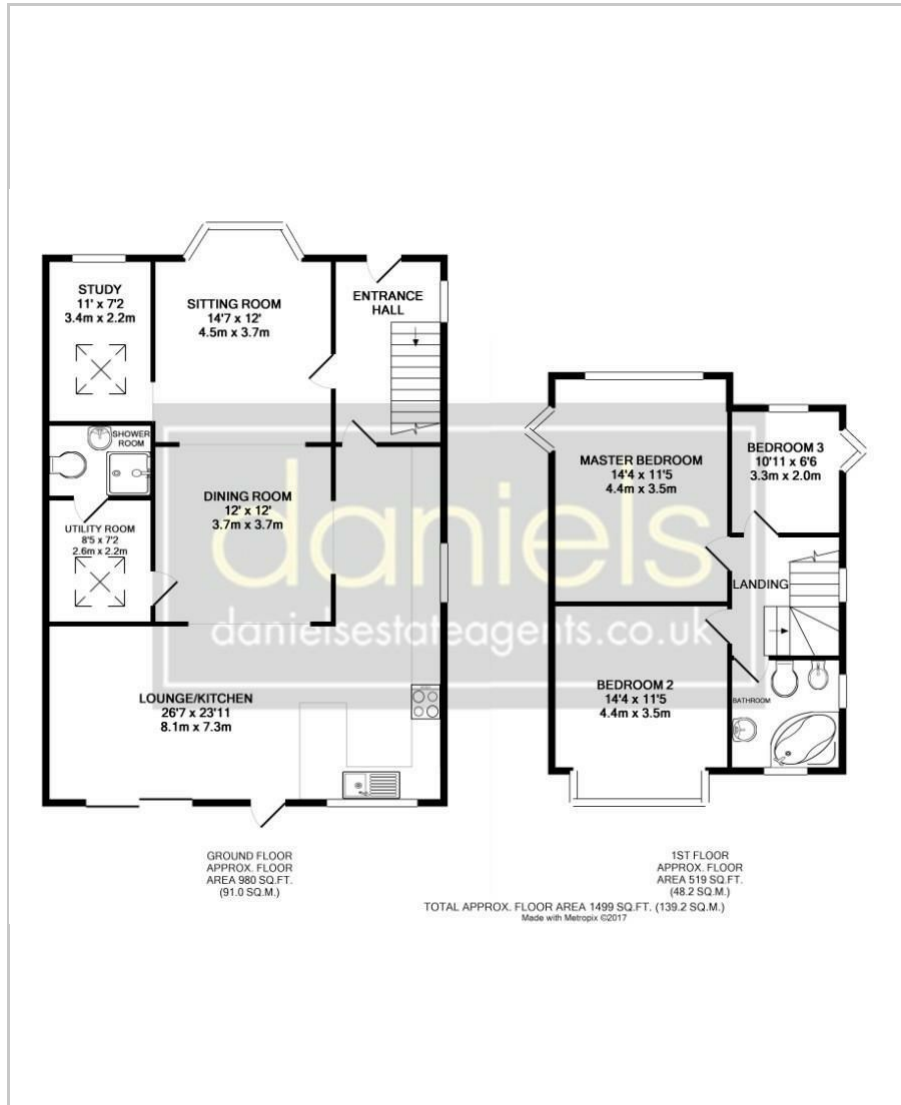 STUDY
11' x 7'2
3.4m x 2.2m
SITTING ROOM
14'7 x 12'
4.5m x 3.7m
ENTRANCE
HALL
SHOWER
ROOM
DINING ROOM
12' x 12'
3.7m x 3.7m
UTILITY ROOM
8'5 x 7'2
2.6m x 2.2m
LOUNGE/KITCHEN
26'7 x 23'11
8.1m x 7.3m
MASTER BEDROOM
14'4 x 11'5
4.4m x 3.5m
BEDROOM 3
10'11 x 6'6
3.3m x 2.0m
LANDING
BEDROOM 2
14'4 x 11'5
4.4m x 3.5m
BATHROOM
daniels
danielsestateagents.co.uk
GROUND FLOOR
APPROX. FLOOR
AREA 980 SQ.FT.
(91.0 SQ.M.)
1ST FLOOR
APPROX. FLOOR
AREA 519 SQ.FT.
(48.2 SQ.M.)
TOTAL APPROX. FLOOR AREA 1499 SQ.FT. (139.2 SQ.M.)
Made with Metropix ©2017